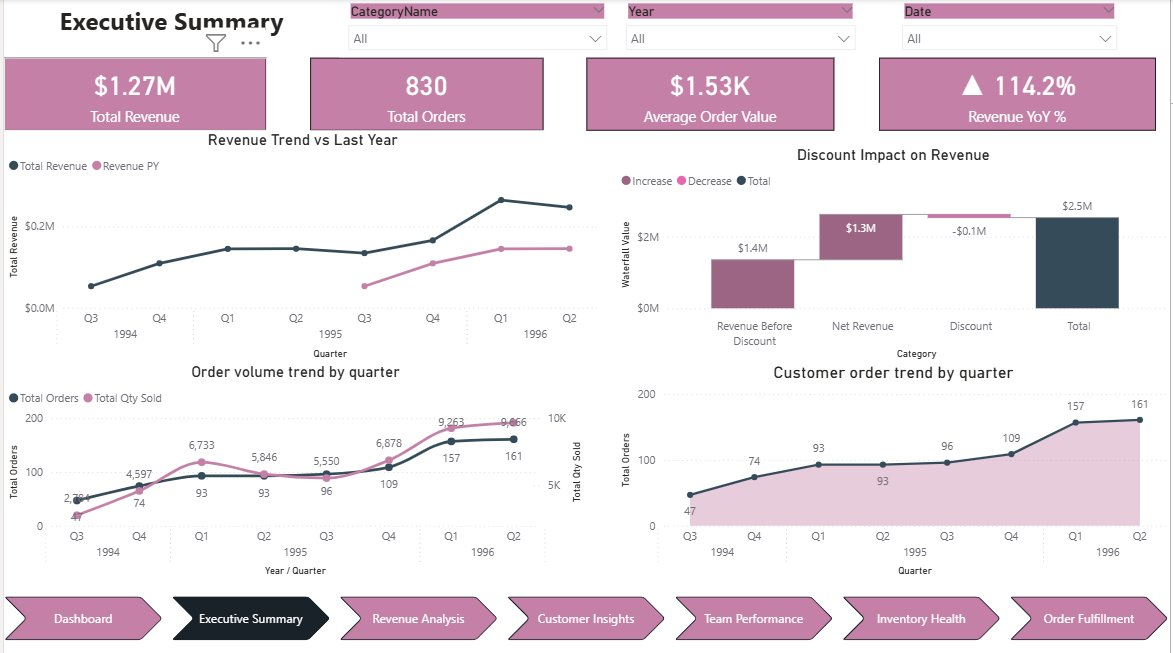 Executive Summary
CategoryName
Year
Date
All
All
All
$1.27M
Total Revenue
830
Total Orders
$1.53K
Average Order Value
▲ 114.2%
Revenue YoY %
Revenue Trend vs Last Year
Total Revenue Revenue PY
Total Revenue
$0.2M
$0.0M
Q3 Q4 Q1 Q2 Q3 Q4 Q1 Q2
1994 1995 1996
Quarter
Discount Impact on Revenue
Increase Decrease Total
Waterfall Value
$2M
$0M
$1.4M
$1.3M
-$0.1M
$2.5M
Revenue Before
Discount
Net Revenue
Discount
Total
Category
Order volume trend by quarter
Total Orders Total Qty Sold
Total Orders
200
100
0
10K
5K
Total Qty Sold
4,597
6,733
5,846
5,550
6,878
9,263
47
74
93
93
96
109
157
161
Q3 Q4 Q1 Q2 Q3 Q4 Q1 Q2
1994 1995 1996
Year / Quarter
Customer order trend by quarter
Total Orders
200
100
0
47
74
93
93
96
109
157
161
Q3 Q4 Q1 Q2 Q3 Q4 Q1 Q2
1994 1995 1996
Quarter
Dashboard
Executive Summary
Revenue Analysis
Customer Insights
Team Performance
Inventory Health
Order Fulfillment